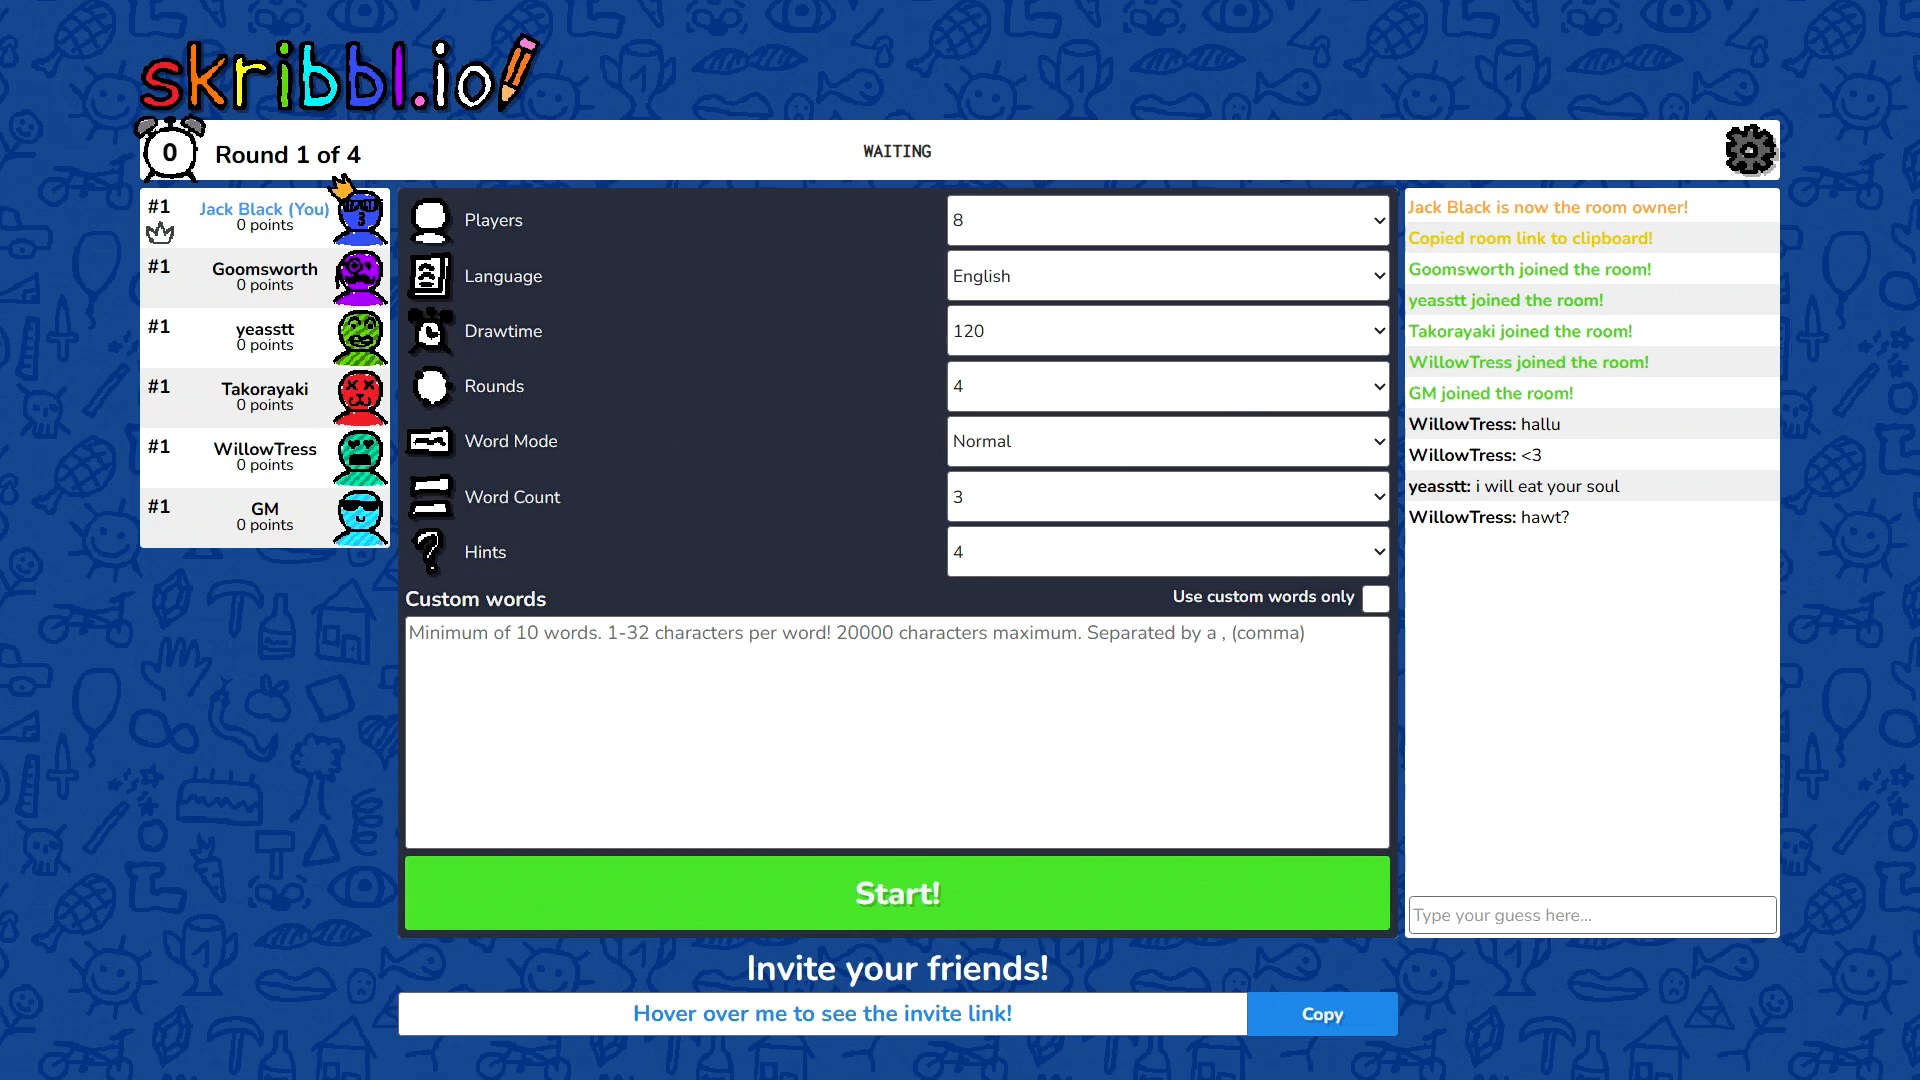 skribbl.io
0
Round 1 of 4
WAITING
#1
Jack Black (You)
0 points
#1
Goomsworth
0 points
#1
yeasstt
0 points
#1
Takorayaki
0 points
#1
WillowTress
0 points
#1
GM
0 points
Players
8
Language
English
Drawtime
120
Rounds
4
Word Mode
Normal
Word Count
3
Hints
4
Custom words
Use custom words only
Minimum of 10 words. 1-32 characters per word! 20000 characters maximum. Separated by a , (comma)
Start!
Invite your friends!
Hover over me to see the invite link!
Copy
Jack Black is now the room owner!
Copied room link to clipboard!
Goomsworth joined the room!
yeasstt joined the room!
Takorayaki joined the room!
WillowTress joined the room!
GM joined the room!
WillowTress: hallu
WillowTress: <3
yeasstt: i will eat your soul
WillowTress: hawt?
Type your guess here...